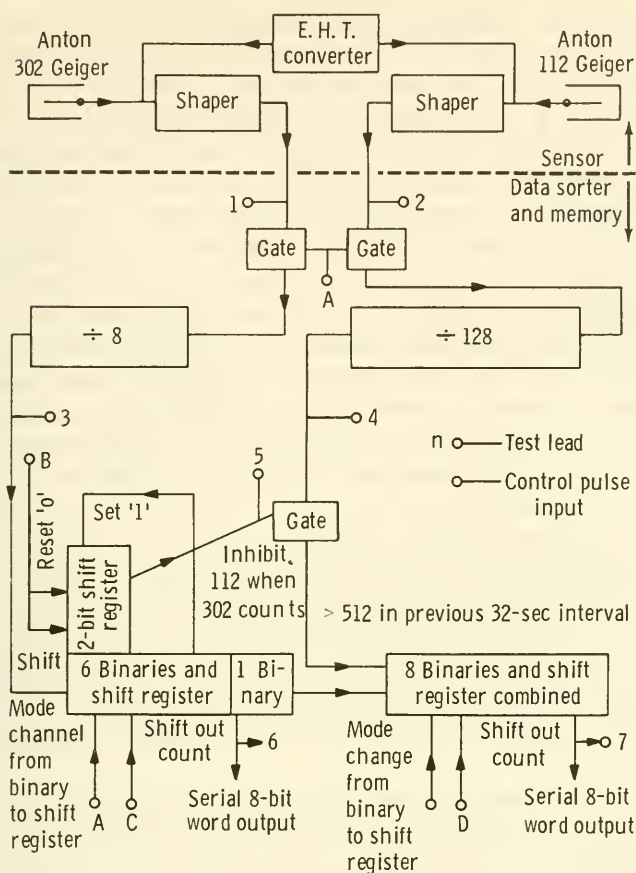 E. H. T.
converter
Anton
302 Geiger
Anton
112 Geiger
Shaper
Shaper
Sensor
Data sorter
and memory
1
2
Gate
Gate
A
÷ 8
÷ 128
3
4
B
5
n
Test lead
Control pulse
input
Reset 'o'
Set '1'
Gate
2-bit shift
register
Inhibit
112 when
302 counts > 512 in previous 32-sec interval
Shift
6 Binaries and
shift register
1 Bi-
nary
8 Binaries and shift
register combined
Mode
channel
from
binary
to shift
register
Shift out
count
6
A
C
Serial 8-bit
word output
Mode
change
from
binary
to shift
register
Shift out
count
7
D
Serial 8-bit
word output